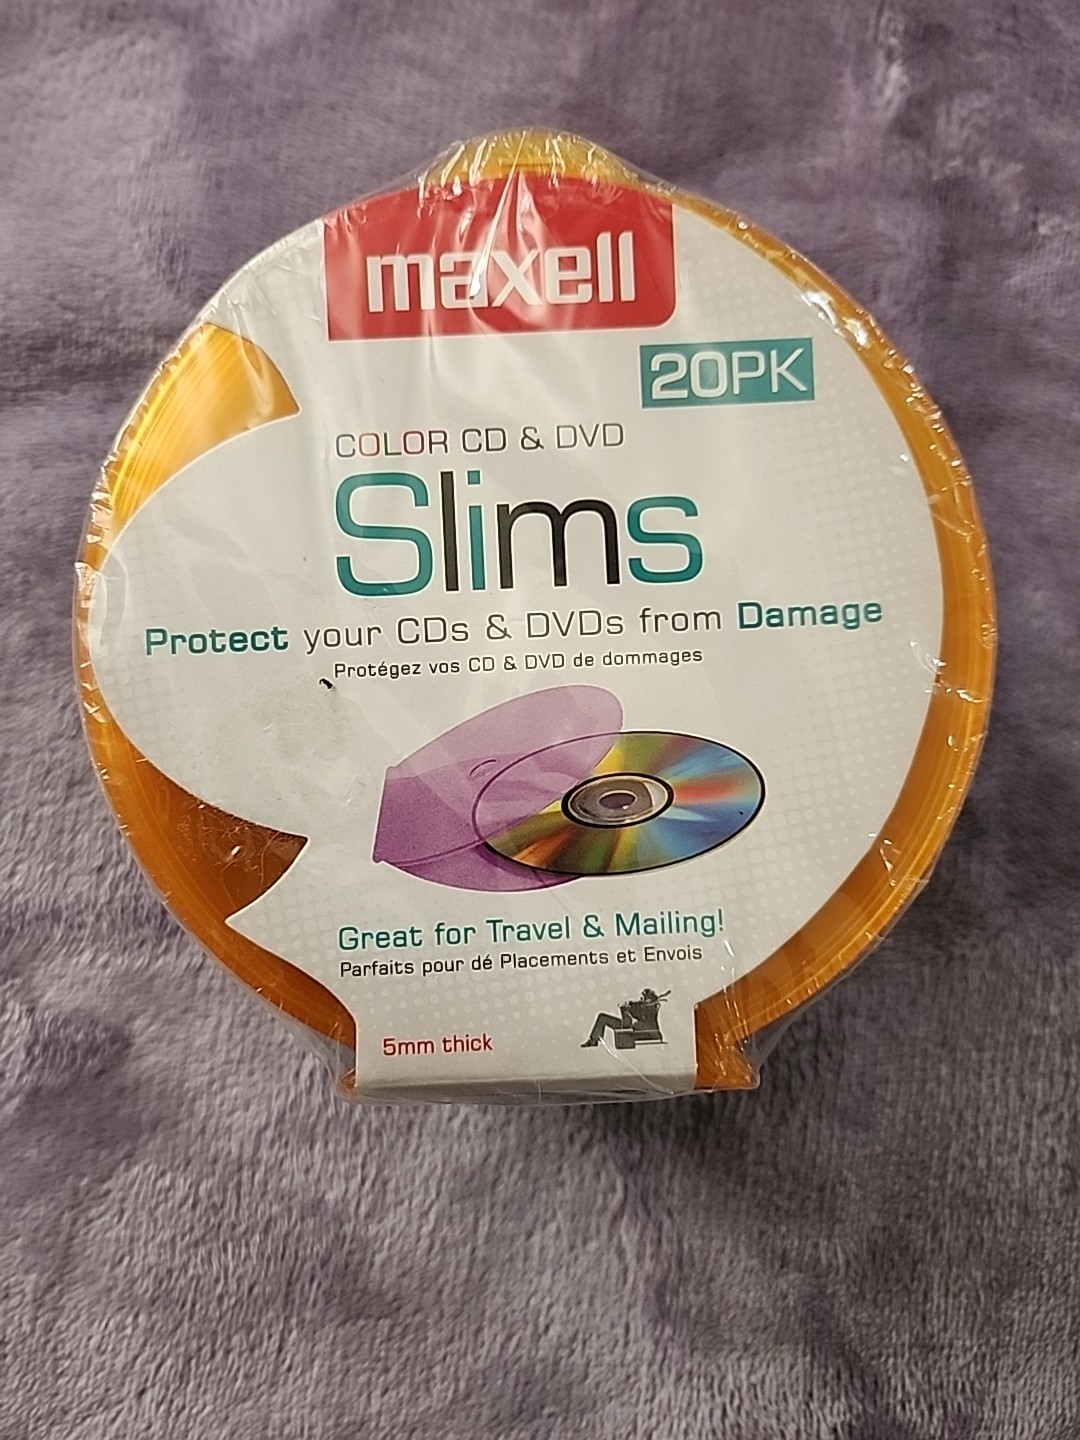 maxell
20PK
COLOR CD & DVD
Slims
Protect your CDs & DVDs from Damage
Protégez vos CD & DVD de dommages
Great for Travel & Mailing!
Parfaits pour dé Placements et Envois
5mm thick